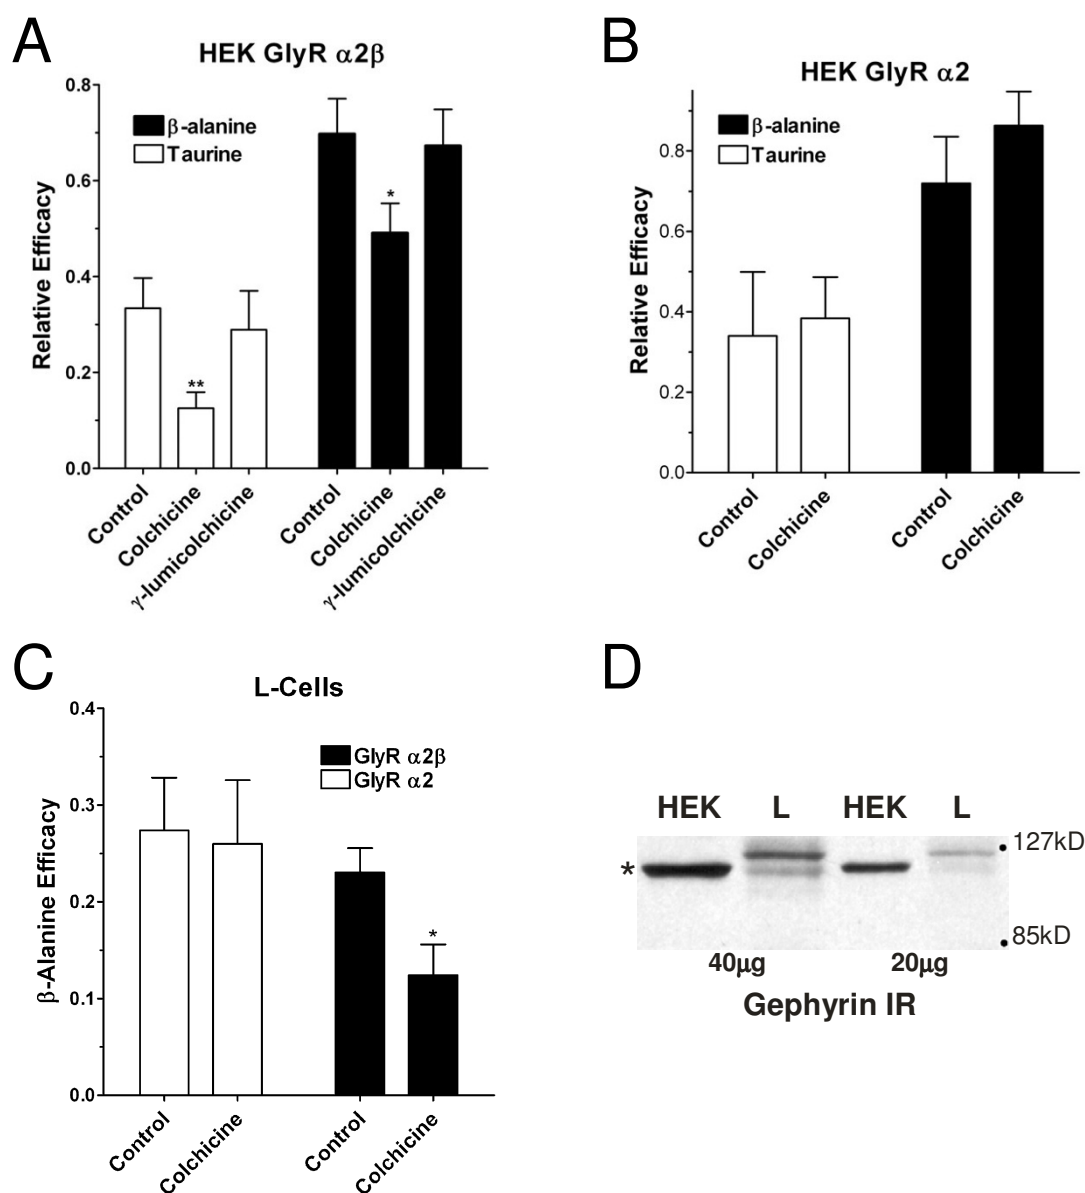 A
HEK GlyR α2β
0.8
0.6
0.4
0.2
0.0
Relative Efficacy
β-alanine
Taurine
**
*
Control
Colchicine
γ-lumicolchicine
Control
Colchicine
γ-lumicolchicine
B
HEK GlyR α2
0.8
0.6
0.4
0.2
0.0
Relative Efficacy
β-alanine
Taurine
Control
Colchicine
Control
Colchicine
C
L-Cells
0.4
0.3
0.2
0.1
0.0
β-Alanine Efficacy
GlyR α2β
GlyR α2
*
Control
Colchicine
Control
Colchicine
D
HEK L HEK L
127kD
*
85kD
40μg 20μg
Gephyrin IR